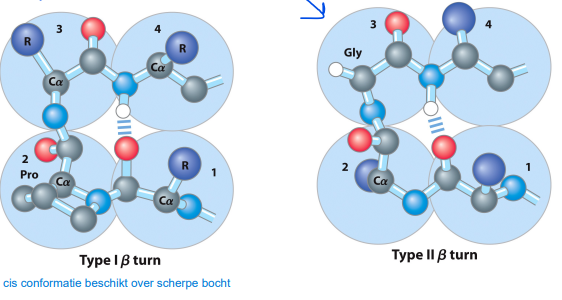 3 4
R R
Cα Cα
2 Pro Cα Cα R 1
Type I β turn
3 4
Gly
2 Cα 1
Type II β turn
cis conformatie beschikt over scherpe bocht